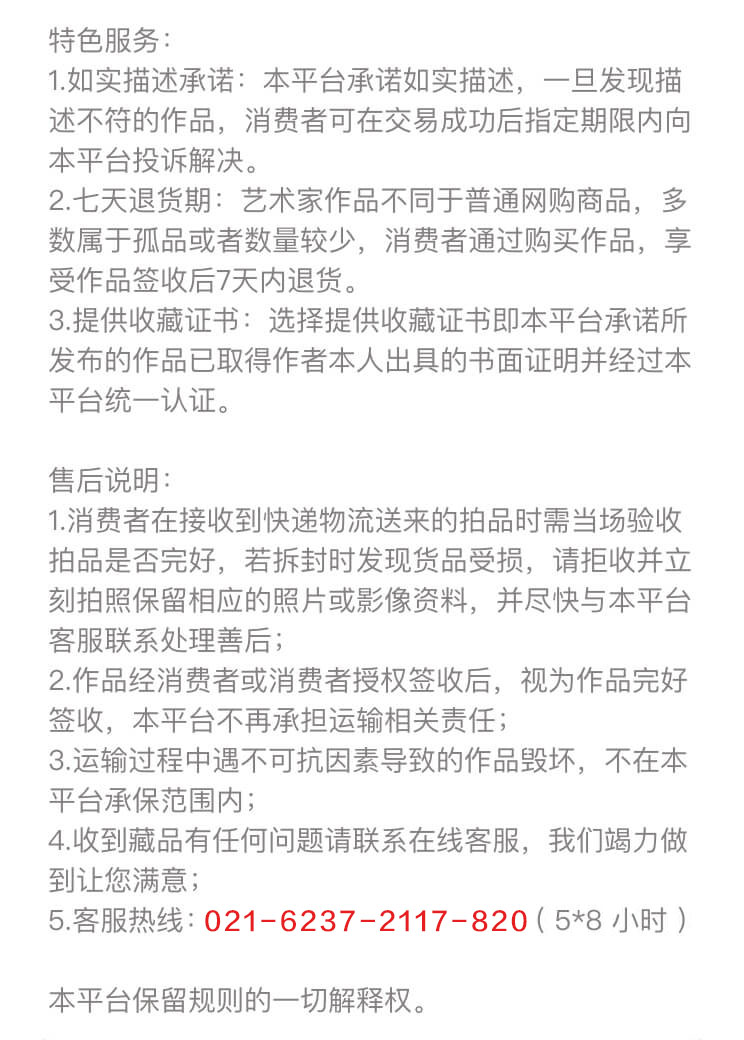 特色服务：
1.如实描述承诺：本平台承诺如实描述，一旦发现描
述不符的作品，消费者可在交易成功后指定期限内向
本平台投诉解决。
2.七天退货期：艺术家作品不同于普通网购商品，多
数属于孤品或者数量较少，消费者通过购买作品，享
受作品签收后7天内退货。
3.提供收藏证书：选择提供收藏证书即本平台承诺所
发布的作品已取得作者本人出具的书面证明并经过本
平台统一认证。
售后说明：
1.消费者在接收到快递物流送来的拍品时需当场验收
拍品是否完好，若拆封时发现货品受损，请拒收并立
刻拍照保留相应的照片或影像资料，并尽快与本平台
客服联系处理善后；
2.作品经消费者或消费者授权签收后，视为作品完好
签收，本平台不再承担运输相关责任；
3.运输过程中遇不可抗因素导致的作品毁坏，不在本
平台承保范围内；
4.收到藏品有任何问题请联系在线客服，我们竭力做
到让您满意；
5.客服热线：021-6237-2117-820（5*8 小时）
本平台保留规则的一切解释权。